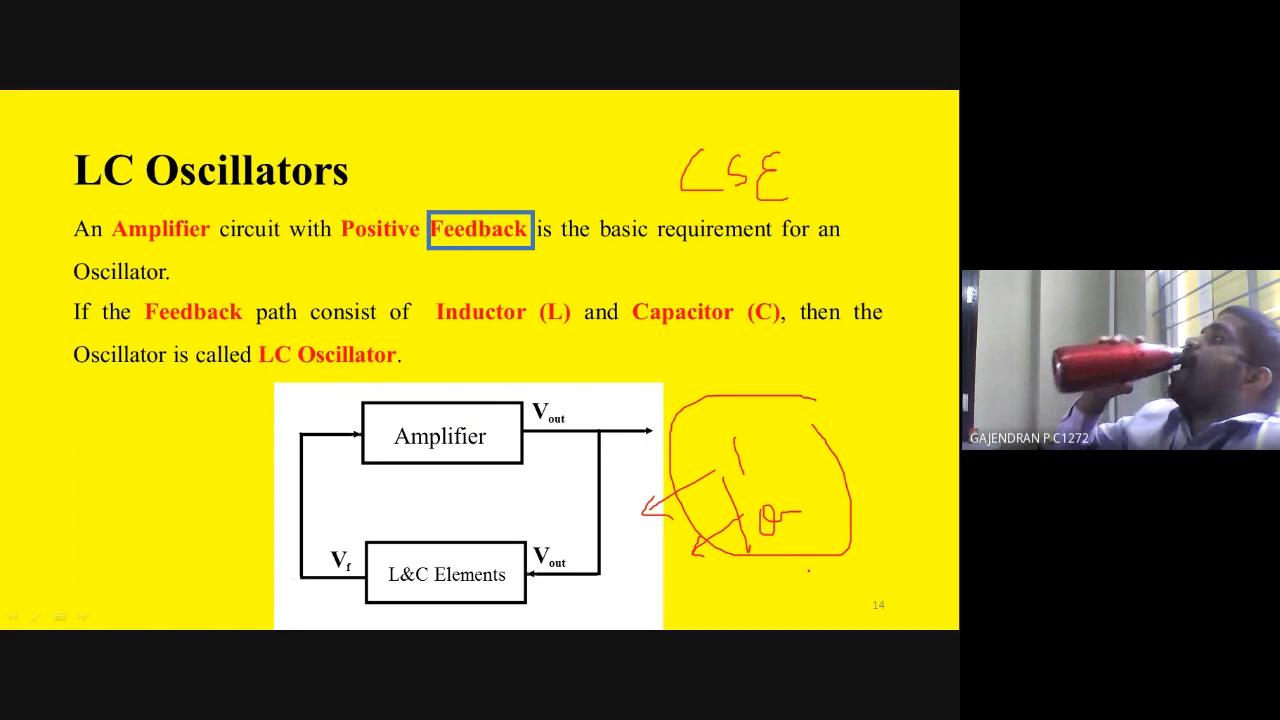 LC Oscillators
LSE
An Amplifier circuit with Positive Feedback is the basic requirement for an
Oscillator.
If the Feedback path consist of Inductor (L) and Capacitor (C), then the
Oscillator is called LC Oscillator.
Vout
Amplifier
Vf
L&C Elements
Vout
14
GAJENDRAN P C1272